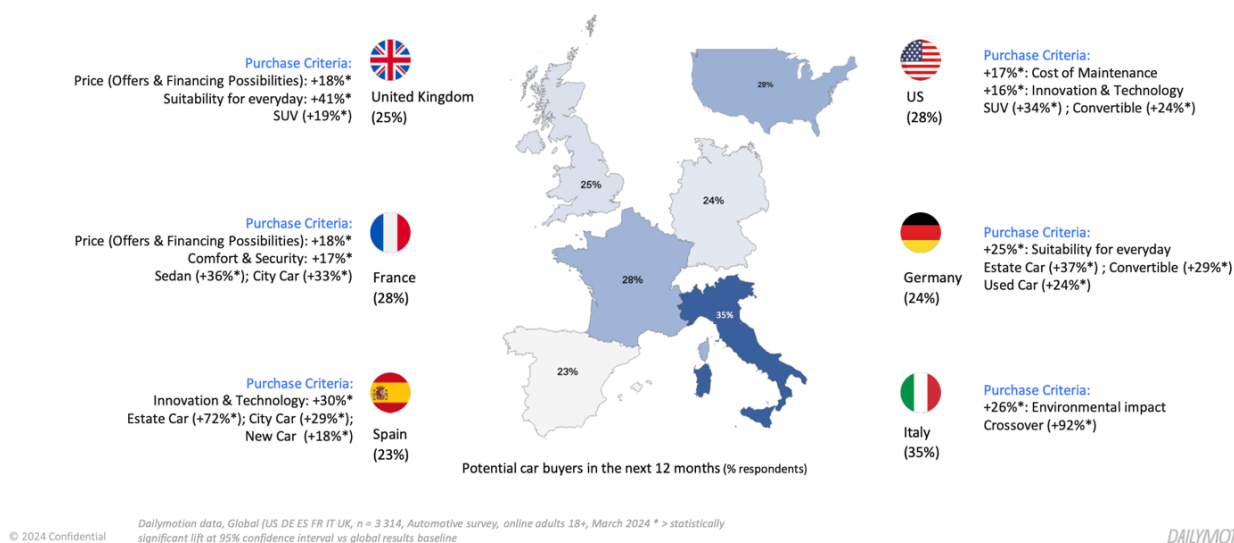 Purchase Criteria:
Price (Offers & Financing Possibilities): +18%*
Suitability for everyday: +41%*
SUV (+19%*)
United Kingdom
(25%)
28%
US
(28%)
Purchase Criteria:
+17%*: Cost of Maintenance
+16%*: Innovation & Technology
SUV (+34%*) ; Convertible (+24%*)
25%
24%
Purchase Criteria:
Price (Offers & Financing Possibilities): +18%*
Comfort & Security: +17%*
Sedan (+36%*); City Car (+33%*)
France
(28%)
28%
Germany
(24%)
Purchase Criteria:
+25%*: Suitability for everyday
Estate Car (+37%*) ; Convertible (+29%*)
Used Car (+24%*)
35%
23%
Purchase Criteria:
Innovation & Technology: +30%*
Estate Car (+72%*); City Car (+29%*);
New Car (+18%*)
Spain
(23%)
Italy
(35%)
Purchase Criteria:
+26%*: Environmental impact
Crossover (+92%*)
Potential car buyers in the next 12 months (% respondents)
© 2024 Confidential
Dailymotion data, Global (US DE ES FR IT UK, n = 3 314, Automotive survey, online adults 18+, March 2024 * > statistically
significant lift at 95% confidence interval vs global results baseline
DAILYMOT